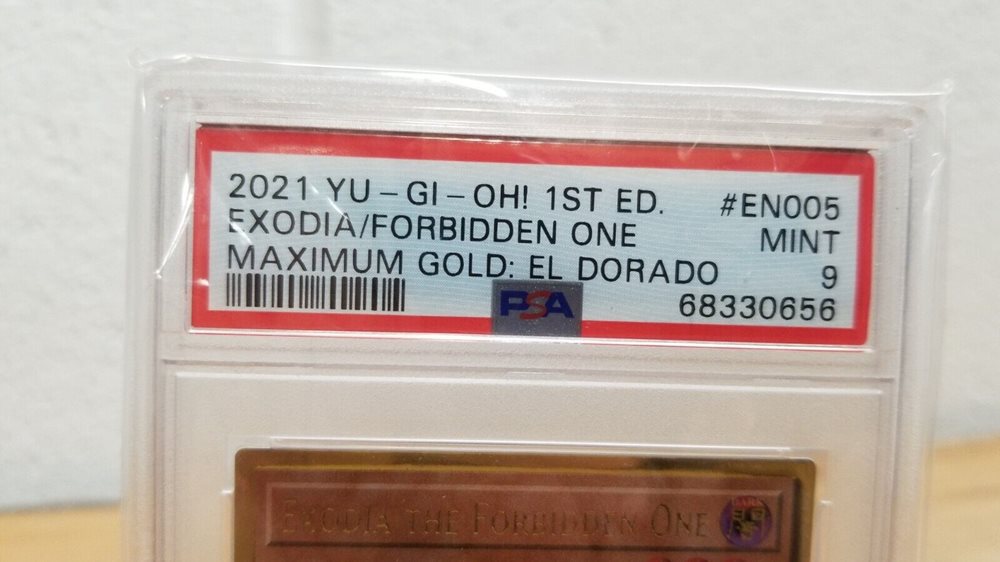 2021 YU-GI-OH! 1ST ED. #EN005
EXODIA/FORBIDDEN ONE MINT
MAXIMUM GOLD: EL DORADO 9
PSA 68330656
EXODIA THE FORBIDDEN ONE
DARK